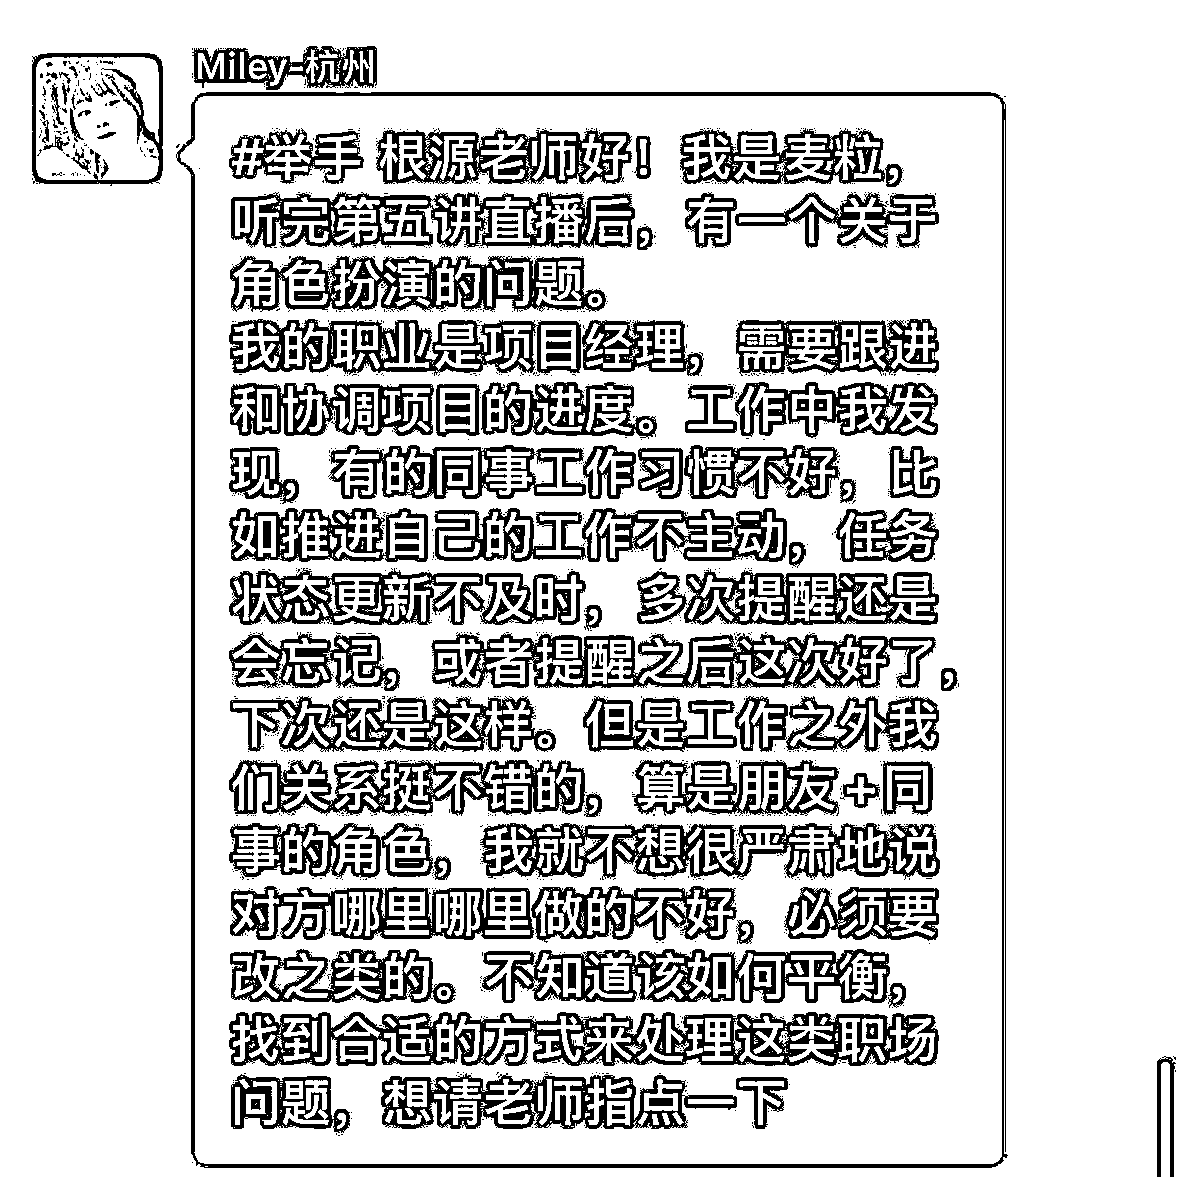 Miley-杭州
#举手 根源老师好！我是麦粒，
听完第五讲直播后，有一个关于
角色扮演的问题。
我的职业是项目经理，需要跟进
和协调项目的进度。工作中我发
现，有的同事工作习惯不好，比
如推进自己的工作不主动，任务
状态更新不及时，多次提醒还是
会忘记，或者提醒之后这次好了，
下次还是这样。但是工作之外我
们关系挺不错的，算是朋友+同
事的角色，我就不想很严肃地说
对方哪里哪里做的不好，必须要
改之类的。不知道该如何平衡，
找到合适的方式来处理这类职场
问题，想请老师指点一下